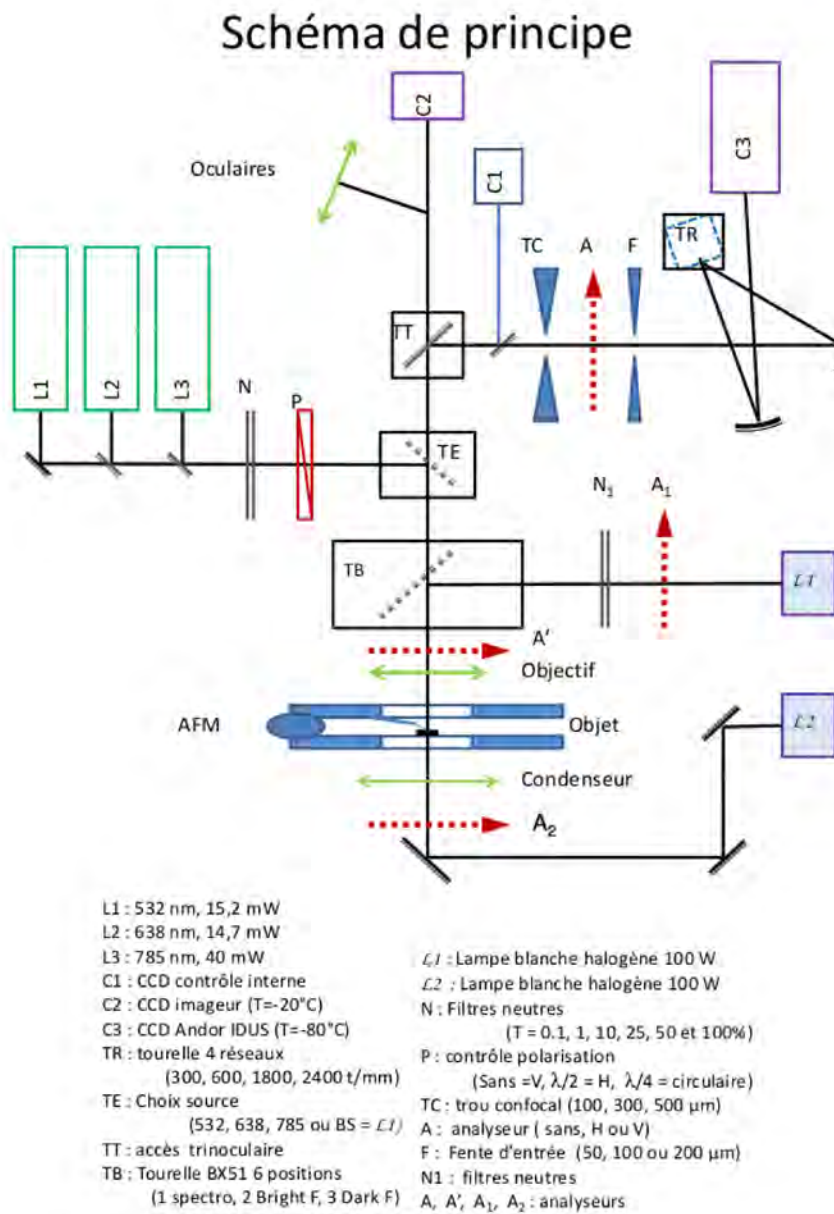 Schéma de principe
C2
Oculaires
C1
C3
TC
A
F
TR
TT
L1
L2
L3
N
P
TE
N₁
A₁
TB
ℒ1
A'
Objectif
AFM
Objet
ℒ2
Condenseur
A₂
L1 : 532 nm, 15,2 mW
L2 : 638 nm, 14,7 mW
L3 : 785 nm, 40 mW
C1 : CCD contrôle interne
C2 : CCD imageur (T=-20°C)
C3 : CCD Andor IDUS (T=-80°C)
TR : tourelle 4 réseaux
(300, 600, 1800, 2400 t/mm)
TE : Choix source
(532, 638, 785 ou BS = ℒ1)
TT : accès trinoculaire
TB : Tourelle BX51 6 positions
(1 spectro, 2 Bright F, 3 Dark F)
ℒ1 : Lampe blanche halogène 100 W
ℒ2 : Lampe blanche halogène 100 W
N : Filtres neutres
(T = 0.1, 1, 10, 25, 50 et 100%)
P : contrôle polarisation
(Sans =V, λ/2 = H, λ/4 = circulaire)
TC : trou confocal (100, 300, 500 µm)
A : analyseur ( sans, H ou V)
F : Fente d'entrée (50, 100 ou 200 µm)
N1 : filtres neutres
A, A', A₁, A₂ : analyseurs